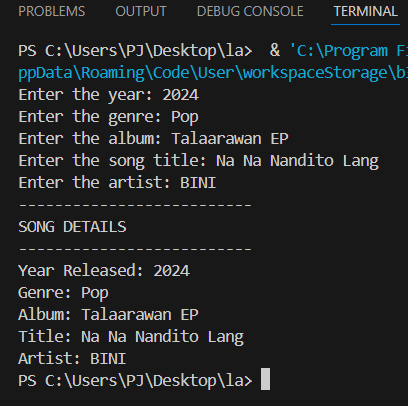 PROBLEMS OUTPUT DEBUG CONSOLE TERMINAL
PS C:\Users\PJ\Desktop\la> & 'C:\Program Fi
ppData\Roaming\Code\User\workspaceStorage\b
Enter the year: 2024
Enter the genre: Pop
Enter the album: Talaarawan EP
Enter the song title: Na Na Nandito Lang
Enter the artist: BINI
--------------------------
SONG DETAILS
--------------------------
Year Released: 2024
Genre: Pop
Album: Talaarawan EP
Title: Na Na Nandito Lang
Artist: BINI
PS C:\Users\PJ\Desktop\la>